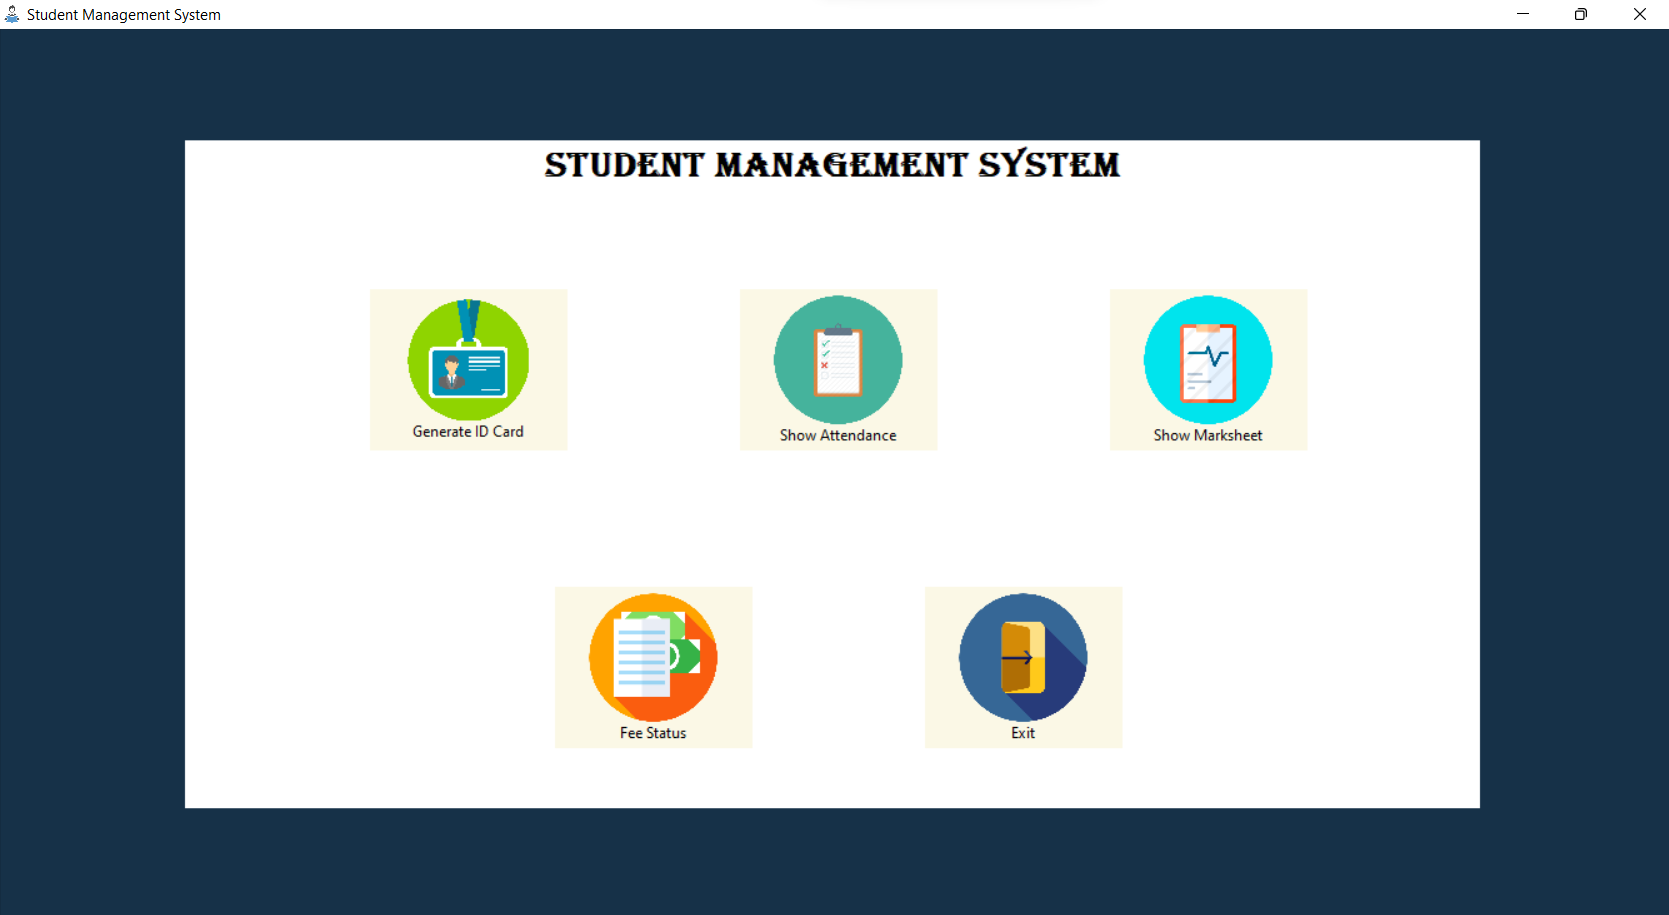 Student Management System
STUDENT MANAGEMENT SYSTEM
Generate ID Card
Show Attendance
Show Marksheet
Fee Status
Exit